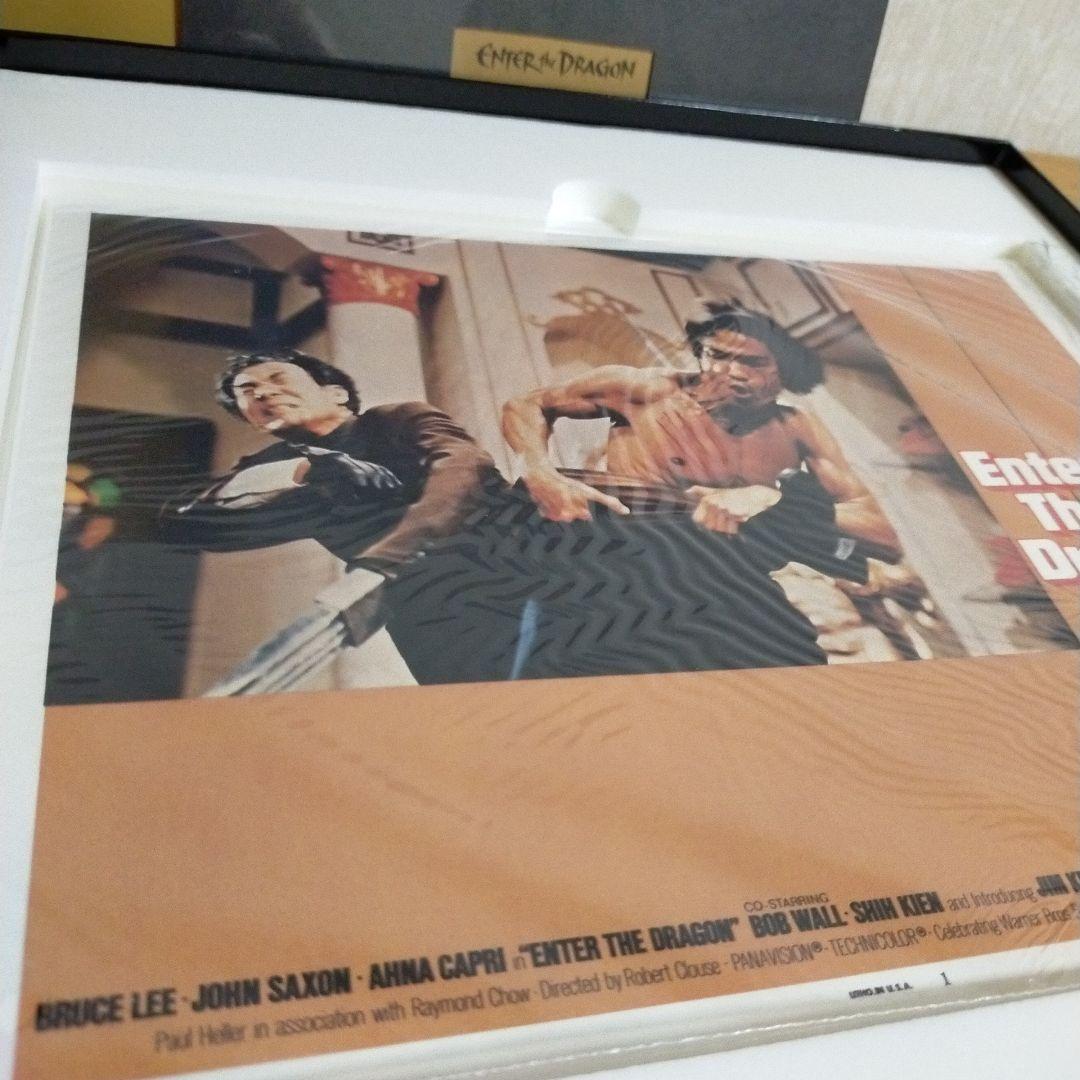 ENTER the DRAGON
Ente
Th
Dr
CO-STARRING
BRUCE LEE · JOHN SAXON · AHNA CAPRI in "ENTER THE DRAGON" BOB WALL · SHIH KIEN and Introducing JIM K
Paul Heller in association with Raymond Chow · Directed by Robert Clouse · PANAVISION® · TECHNICOLOR® · Celebrating Warner Bros.
LITHO. IN U.S.A. 1